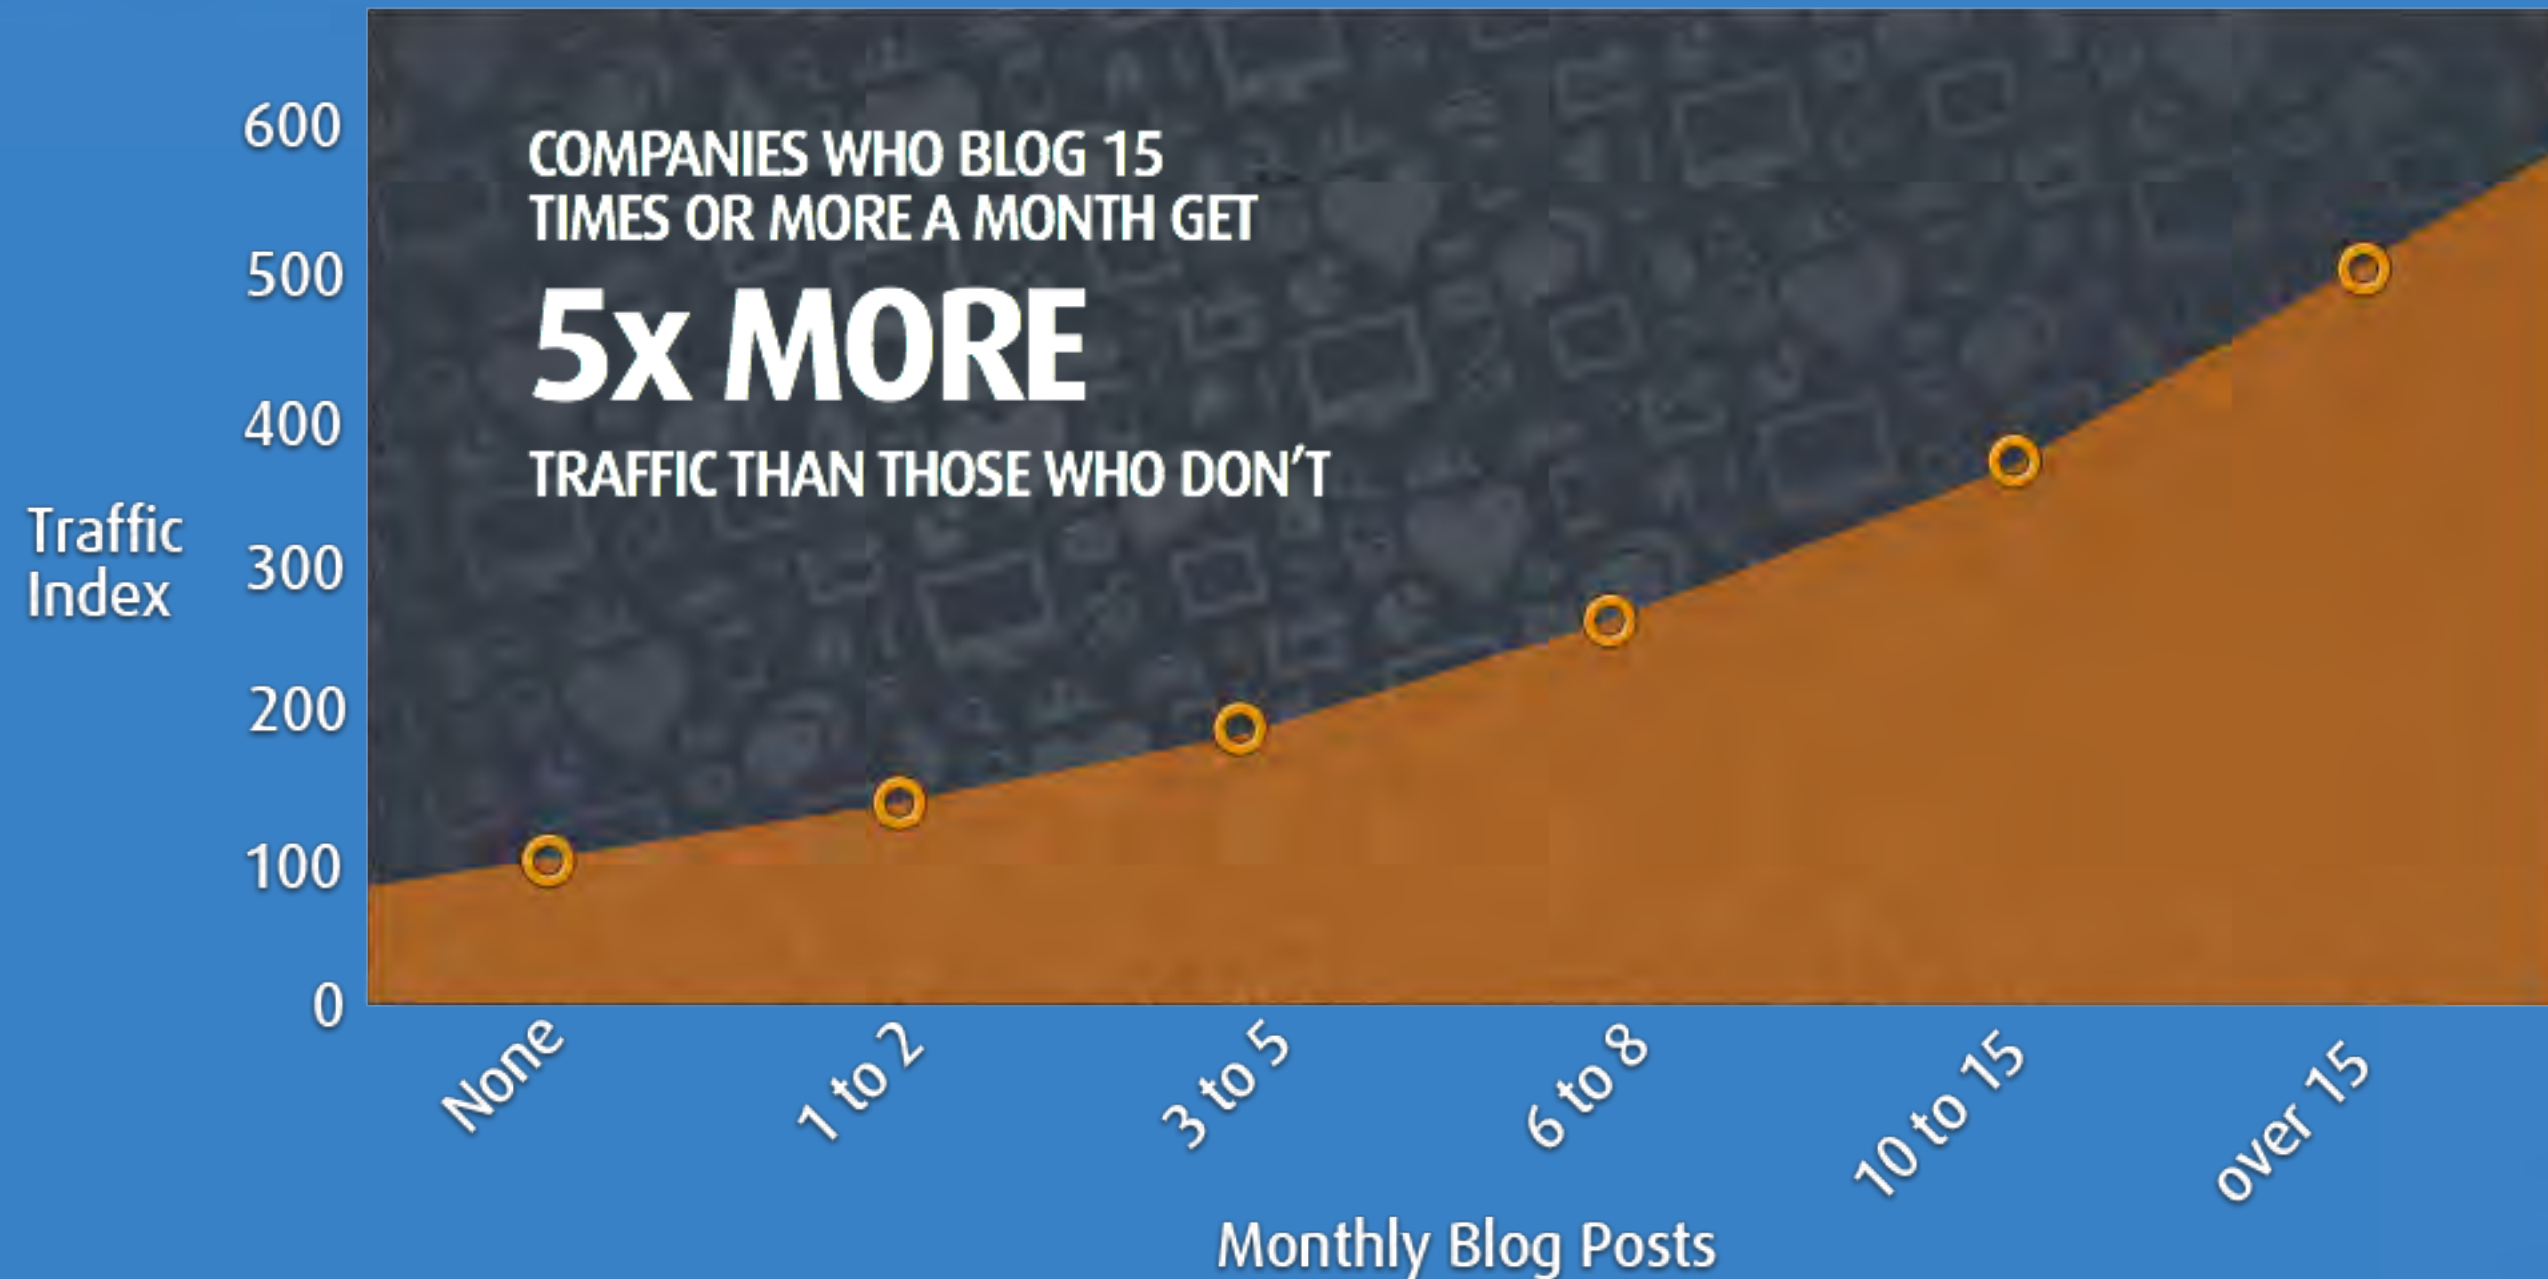 600
500
400
300
200
100
0
Traffic
Index
COMPANIES WHO BLOG 15
TIMES OR MORE A MONTH GET
5x MORE
TRAFFIC THAN THOSE WHO DON'T
None
1 to 2
3 to 5
6 to 8
10 to 15
over 15
Monthly Blog Posts